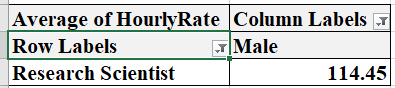 Average of HourlyRate Column Labels
Row Labels Male
Research Scientist 114.45